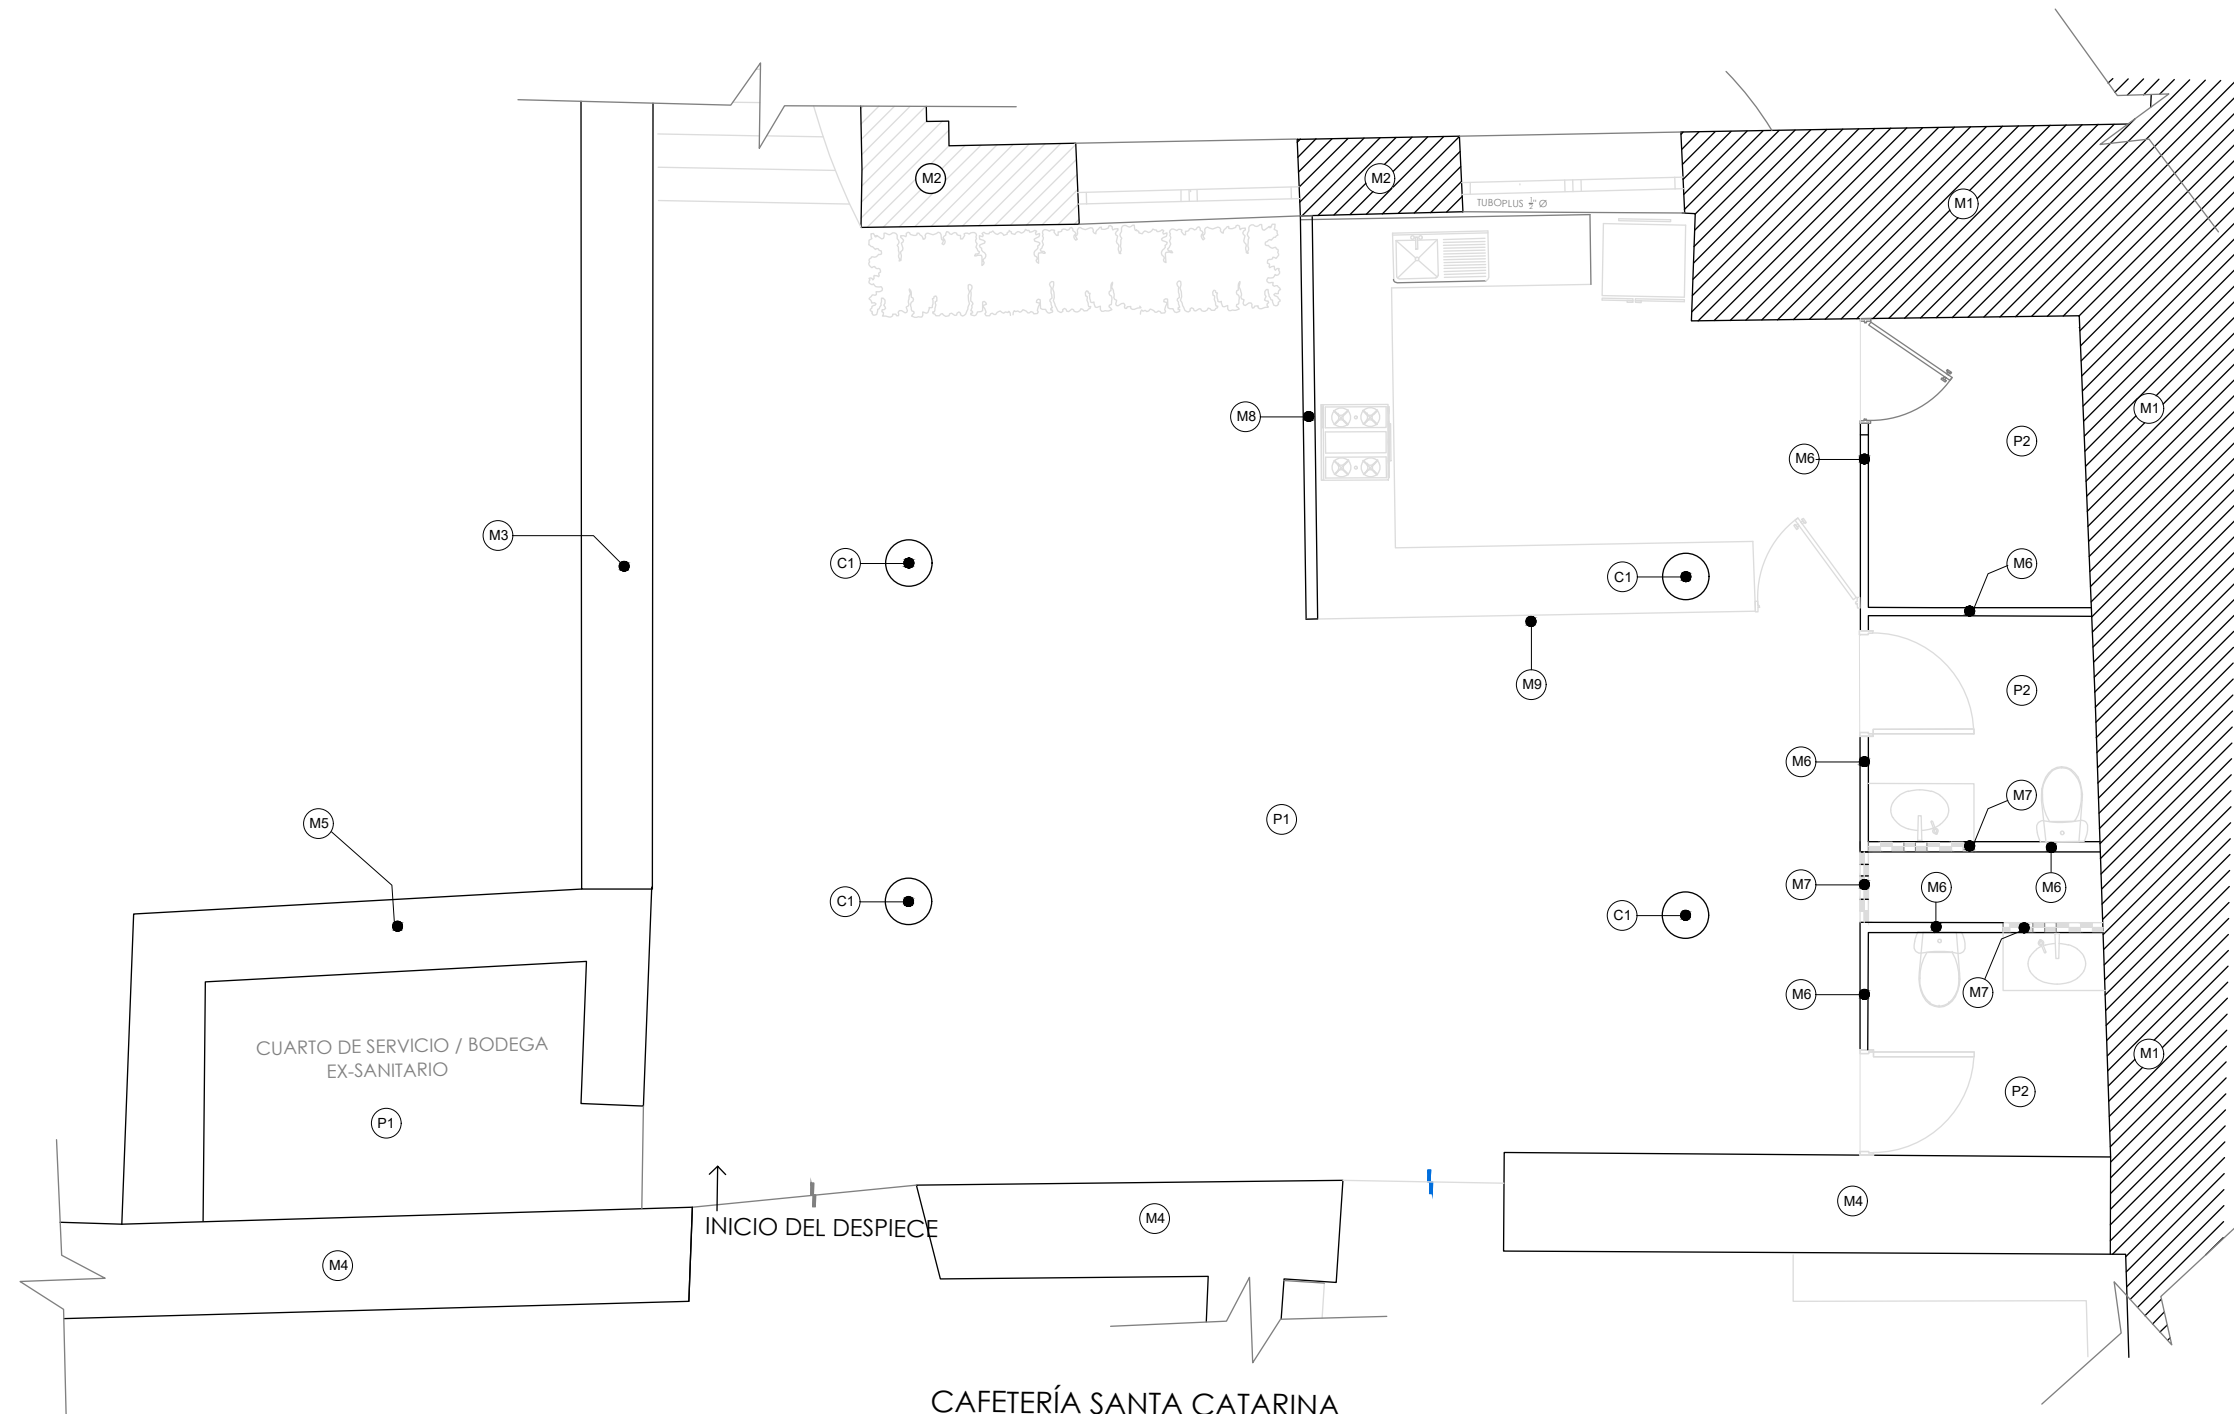 M2
M2
M1
TUBOPLUS ½" Ø
M1
M8
P2
M6
M3
C1
M6
C1
M9
P2
M6
M7
P1
M5
M7
M6
M6
C1
C1
M7
M6
CUARTO DE SERVICIO / BODEGA
EX-SANITARIO
M1
P2
P1
M4
M4
INICIO DEL DESPIECE
M4
CAFETERÍA SANTA CATARINA